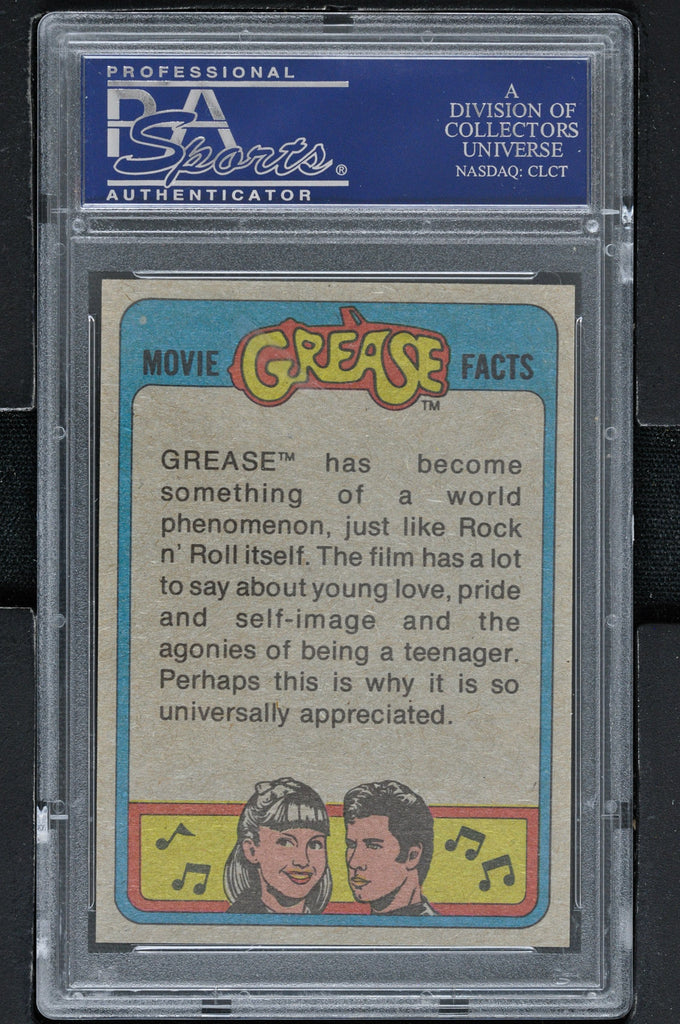 PROFESSIONAL
PSA
Sports®
AUTHENTICATOR
A
DIVISION OF
COLLECTORS
UNIVERSE
NASDAQ: CLCT
MOVIE GREASE™ FACTS
GREASE™ has become
something of a world
phenomenon, just like Rock
n' Roll itself. The film has a lot
to say about young love, pride
and self-image and the
agonies of being a teenager.
Perhaps this is why it is so
universally appreciated.